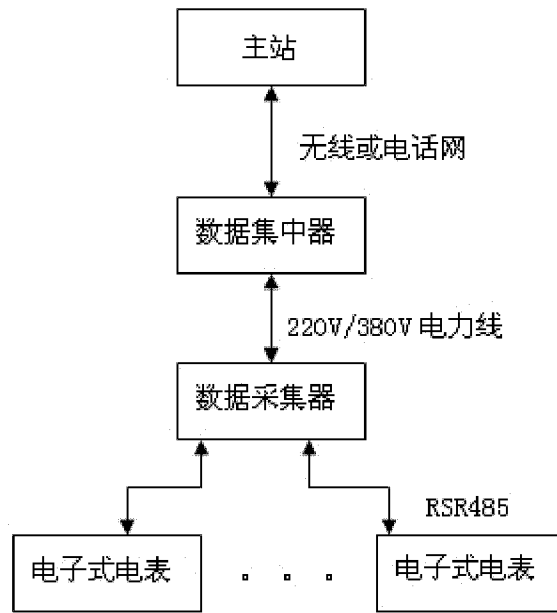 主站
无线或电话网
数据集中器
220V/380V 电力线
数据采集器
RSR485
电子式电表
电子式电表